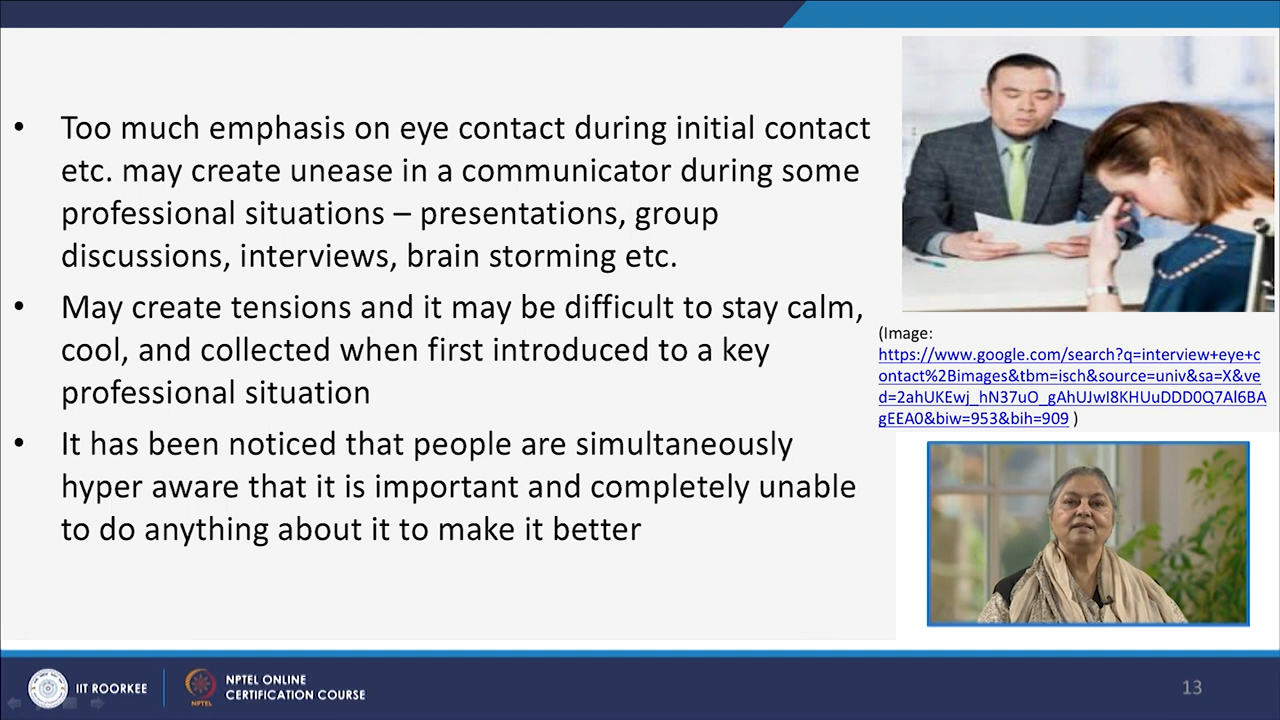 • Too much emphasis on eye contact during initial contact
etc. may create unease in a communicator during some
professional situations – presentations, group
discussions, interviews, brain storming etc.
• May create tensions and it may be difficult to stay calm,
cool, and collected when first introduced to a key
professional situation
• It has been noticed that people are simultaneously
hyper aware that it is important and completely unable
to do anything about it to make it better
(Image:
https://www.google.com/search?q=interview+eye+c
ontact%2Bimages&tbm=isch&source=univ&sa=X&ve
d=2ahUKEwj_hN37uO_gAhUJwI8KHUuDDD0Q7Al6BA
gEEA0&biw=953&bih=909 )
IIT ROORKEE
NPTEL
NPTEL ONLINE
CERTIFICATION COURSE
13